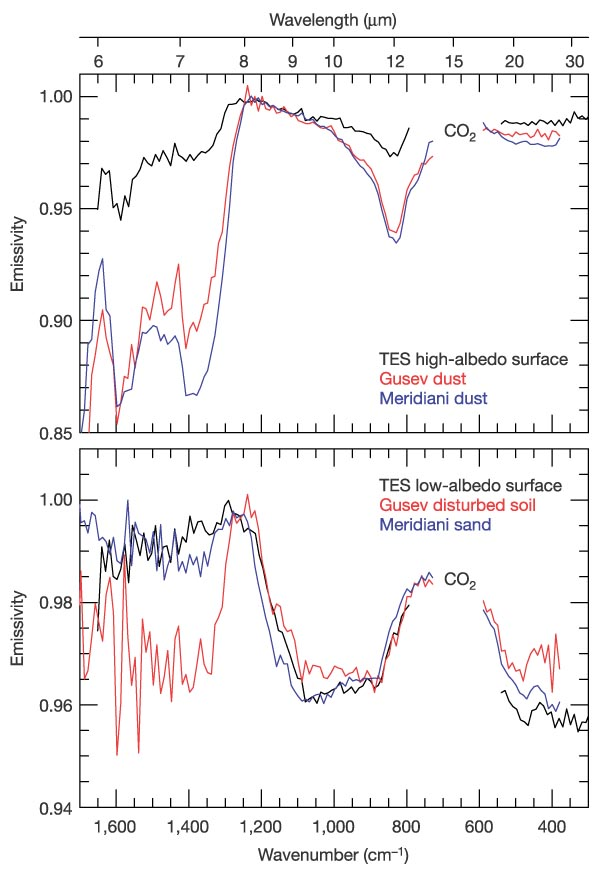 Wavelength (μm)
6 7 8 9 10 12 15 20 30
1.00
CO2
0.95
Emissivity
0.90
TES high-albedo surface
Gusev dust
Meridiani dust
0.85
TES low-albedo surface
1.00
Gusev disturbed soil
Meridiani sand
0.98
CO2
Emissivity
0.96
0.94
1,600 1,400 1,200 1,000 800 600 400
Wavenumber (cm–1)